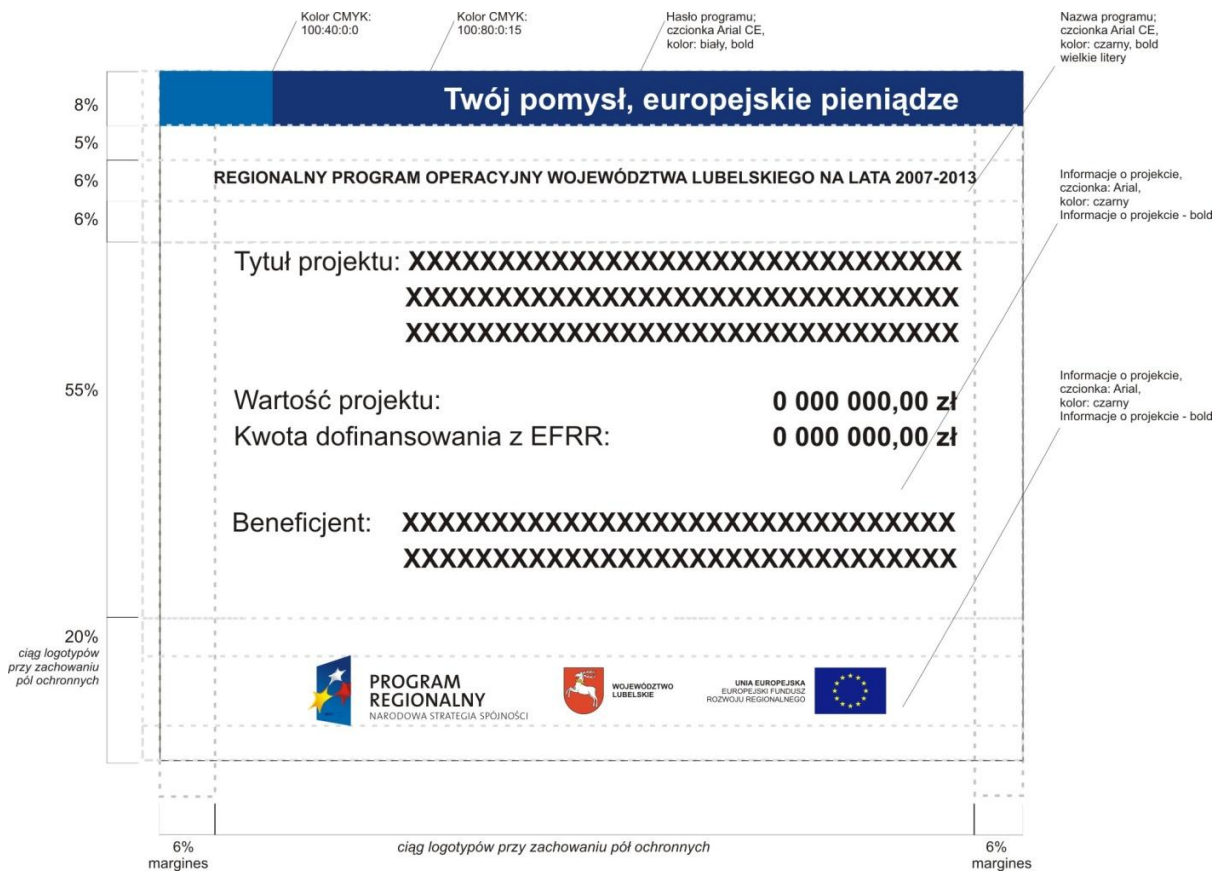 Kolor CMYK:
100:40:0:0
Kolor CMYK:
100:80:0:15
Hasło programu;
czcionka Arial CE,
kolor: biały, bold
Nazwa programu;
czcionka Arial CE,
kolor: czarny, bold
wielkie litery
8%
Twój pomysł, europejskie pieniądze
5%
6%
REGIONALNY PROGRAM OPERACYJNY WOJEWÓDZTWA LUBELSKIEGO NA LATA 2007-2013
Informacje o projekcie,
czcionka: Arial,
kolor: czarny
Informacje o projekcie - bold
6%
Tytuł projektu: XXXXXXXXXXXXXXXXXXXXXXXXXXXXXXX
XXXXXXXXXXXXXXXXXXXXXXXXXXXXXXX
XXXXXXXXXXXXXXXXXXXXXXXXXXXXXXX
55%
Informacje o projekcie,
czcionka: Arial,
kolor: czarny
Informacje o projekcie - bold
Wartość projektu: 0 000 000,00 zł
Kwota dofinansowania z EFRR: 0 000 000,00 zł
Beneficjent: XXXXXXXXXXXXXXXXXXXXXXXXXXXXXXX
XXXXXXXXXXXXXXXXXXXXXXXXXXXXXXX
20%
ciąg logotypów
przy zachowaniu
pól ochronnych
PROGRAM
REGIONALNY
NARODOWA STRATEGIA SPÓJNOŚCI
WOJEWÓDZTWO
LUBELSKIE
UNIA EUROPEJSKA
EUROPEJSKI FUNDUSZ
ROZWOJU REGIONALNEGO
6%
margines
ciąg logotypów przy zachowaniu pól ochronnych
6%
margines